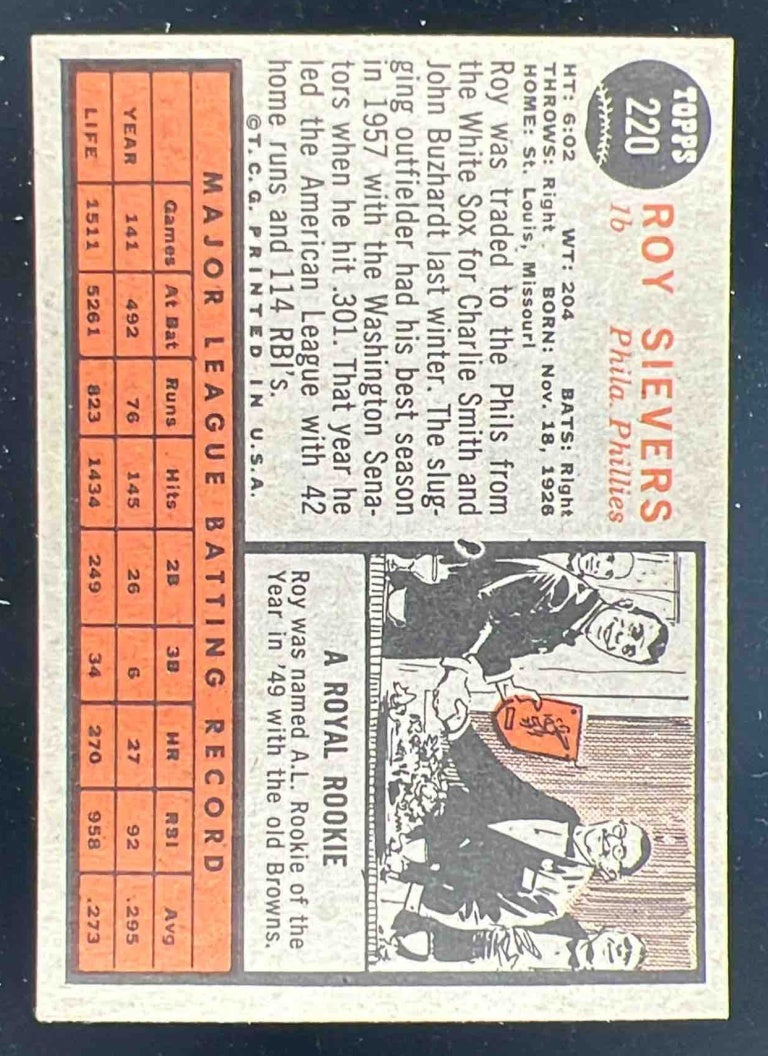 TOPPS
220
ROY SIEVERS
1b Phila. Phillies
HT: 6:02 WT: 204 BATS: Right
THROWS: Right BORN: Nov. 18, 1926
HOME: St. Louis, Missouri
Roy was traded to the Phils from
the White Sox for Charlie Smith and
John Buzhardt last winter. The slug-
ging outfielder had his best season
in 1957 with the Washington Sena-
tors when he hit .301. That year he
led the American League with 42
home runs and 114 RBI's.
©T.C.G. PRINTED IN U.S.A.
A ROYAL ROOKIE
Roy was named A.L. Rookie of the
Year in '49 with the old Browns.
MAJOR LEAGUE BATTING RECORD
Games At Bat Runs Hits 2B 3B HR RBI Avg
YEAR 141 492 76 145 26 6 27 92 .295
LIFE 1511 5261 823 1434 249 34 270 958 .273